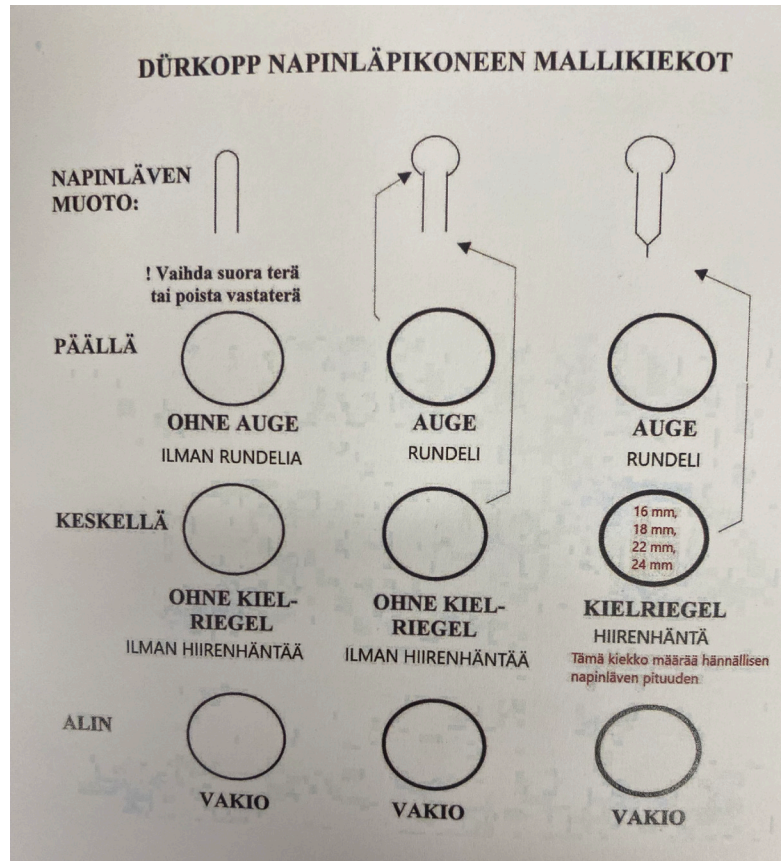 DÜRKOPP NAPINLÄPIKONEEN MALLIKIEKOT
NAPINLÄVEN
MUOTO:
! Vaihda suora terä
tai poista vastaterä
PÄÄLLÄ
OHNE AUGE
ILMAN RUNDELIA
AUGE
RUNDELI
AUGE
RUNDELI
KESKELLÄ
OHNE KIEL-
RIEGEL
ILMAN HIIRENHÄNTÄÄ
OHNE KIEL-
RIEGEL
ILMAN HIIRENHÄNTÄÄ
16 mm,
18 mm,
22 mm,
24 mm
KIELRIEGEL
HIIRENHÄNTÄ
Tämä kiekko määrää hännällisen
napinläven pituuden
ALIN
VAKIO
VAKIO
VAKIO